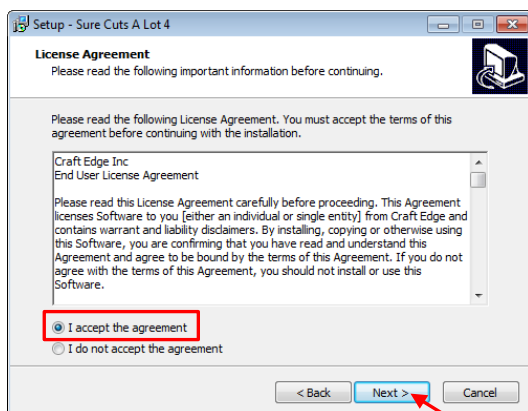 Setup - Sure Cuts A Lot 4
License Agreement
Please read the following important information before continuing.
Please read the following License Agreement. You must accept the terms of this
agreement before continuing with the installation.
Craft Edge Inc
End User License Agreement
Please read this License Agreement carefully before proceeding. This Agreement
licenses Software to you [either an individual or single entity] from Craft Edge and
contains warrant and liability disclaimers. By installing, copying or otherwise using
this Software, you are confirming that you have read and understand this
Agreement and agree to be bound by the terms of this Agreement. If you do not
agree with the terms of this Agreement, you should not install or use this
Software.
I accept the agreement
I do not accept the agreement
< Back
Next >
Cancel